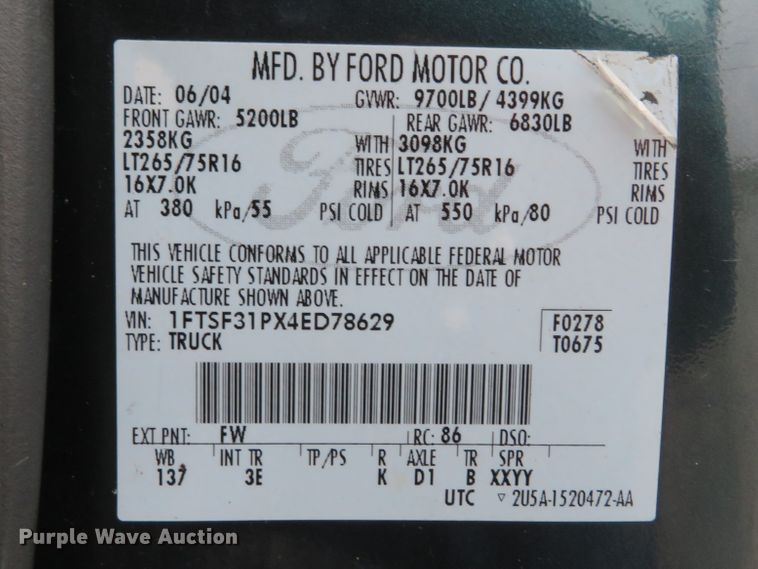 MFD. BY FORD MOTOR CO.
DATE: 06/04 GVWR: 9700LB/ 4399KG
FRONT GAWR: 5200LB REAR GAWR: 6830LB
2358KG WITH 3098KG WITH
LT265/75R16 TIRES LT265/75R16 TIRES
16X7.0K RIMS 16X7.0K RIMS
AT 380 kPa/55 PSI COLD AT 550 kPa/80 PSI COLD
Ford
THIS VEHICLE CONFORMS TO ALL APPLICABLE FEDERAL MOTOR
VEHICLE SAFETY STANDARDS IN EFFECT ON THE DATE OF
MANUFACTURE SHOWN ABOVE.
VIN: 1FTSF31PX4ED78629 F0278
TYPE: TRUCK T0675
EXT PNT: FW RC: 86 DSO:
WB INT TR TP/PS R AXLE TR SPR
137 3E K D1 B XXYY
UTC ▽ 2U5A-1520472-AA
Purple Wave Auction